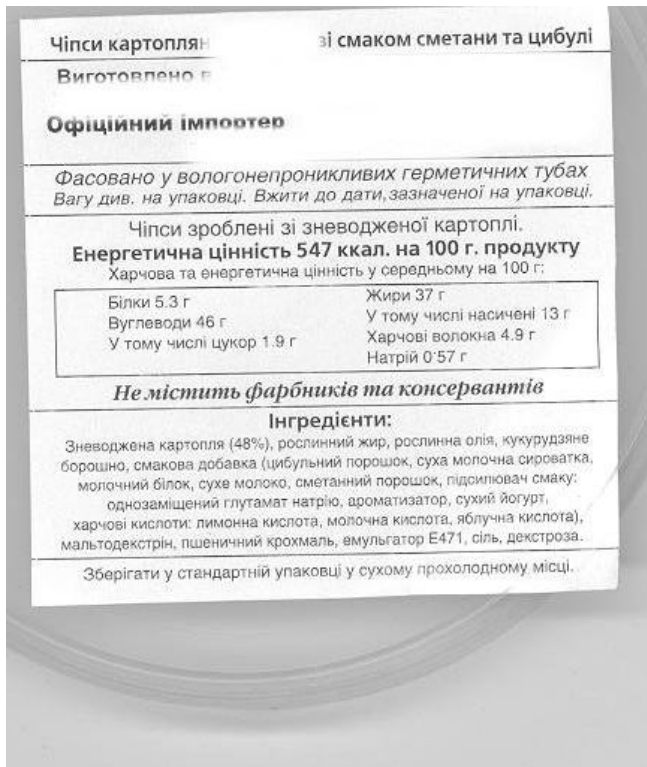 Чіпси картоплян зі смаком сметани та цибулі
Виготовлено в
Офіційний імпортер
Фасовано у вологонепроникливих герметичних тубах
Вагу див. на упаковці. Вжити до дати, зазначеної на упаковці.
Чіпси зроблені зі зневодженої картоплі.
Енергетична цінність 547 ккал. на 100 г. продукту
Харчова та енергетична цінність у середньому на 100 г:
Білки 5.3 г Жири 37 г
Вуглеводи 46 г У тому числі насичені 13 г
У тому числі цукор 1.9 г Харчові волокна 4.9 г
Натрій 0·57 г
Не містить фарбників та консервантів
Інгредієнти:
Зневоджена картопля (48%), рослинний жир, рослинна олія, кукурудзяне
борошно, смакова добавка (цибульний порошок, суха молочна сироватка,
молочний білок, сухе молоко, сметанний порошок, підсилювач смаку:
однозаміщений глутамат натрію, ароматизатор, сухий йогурт,
харчові кислоти: лимонна кислота, молочна кислота, яблучна кислота),
мальтодекстрін, пшеничний крохмаль, емульгатор Е471, сіль, декстроза.
Зберігати у стандартній упаковці у сухому прохолодному місці.